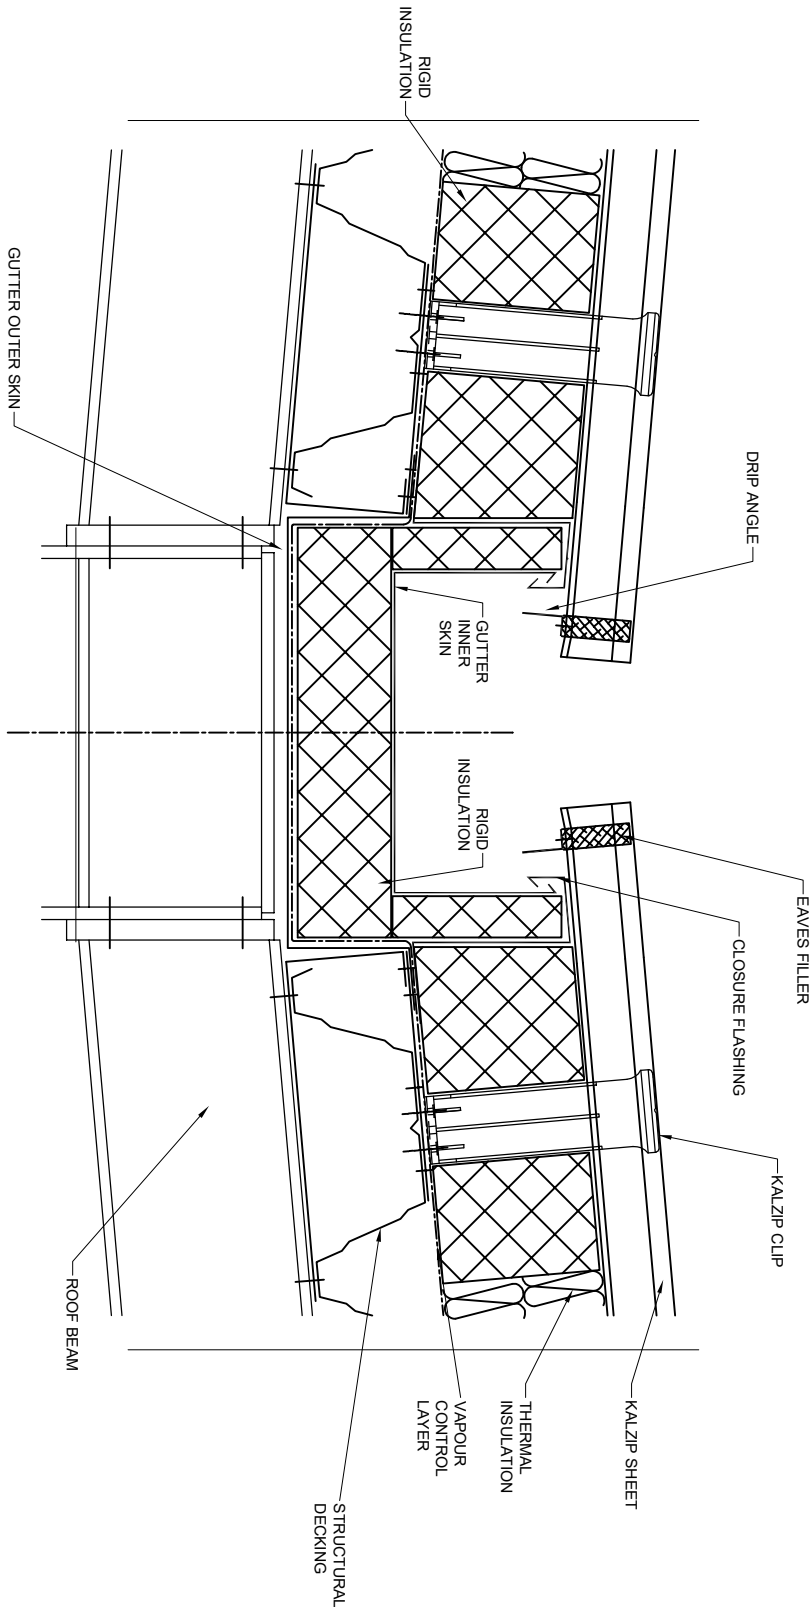 RIGID
INSULATION
DRIP ANGLE
EAVES FILLER
CLOSURE FLASHING
KALZIP CLIP
KALZIP SHEET
THERMAL
INSULATION
VAPOUR
CONTROL
LAYER
STRUCTURAL
DECKING
GUTTER
INNER
SKIN
RIGID
INSULATION
GUTTER OUTER SKIN
ROOF BEAM